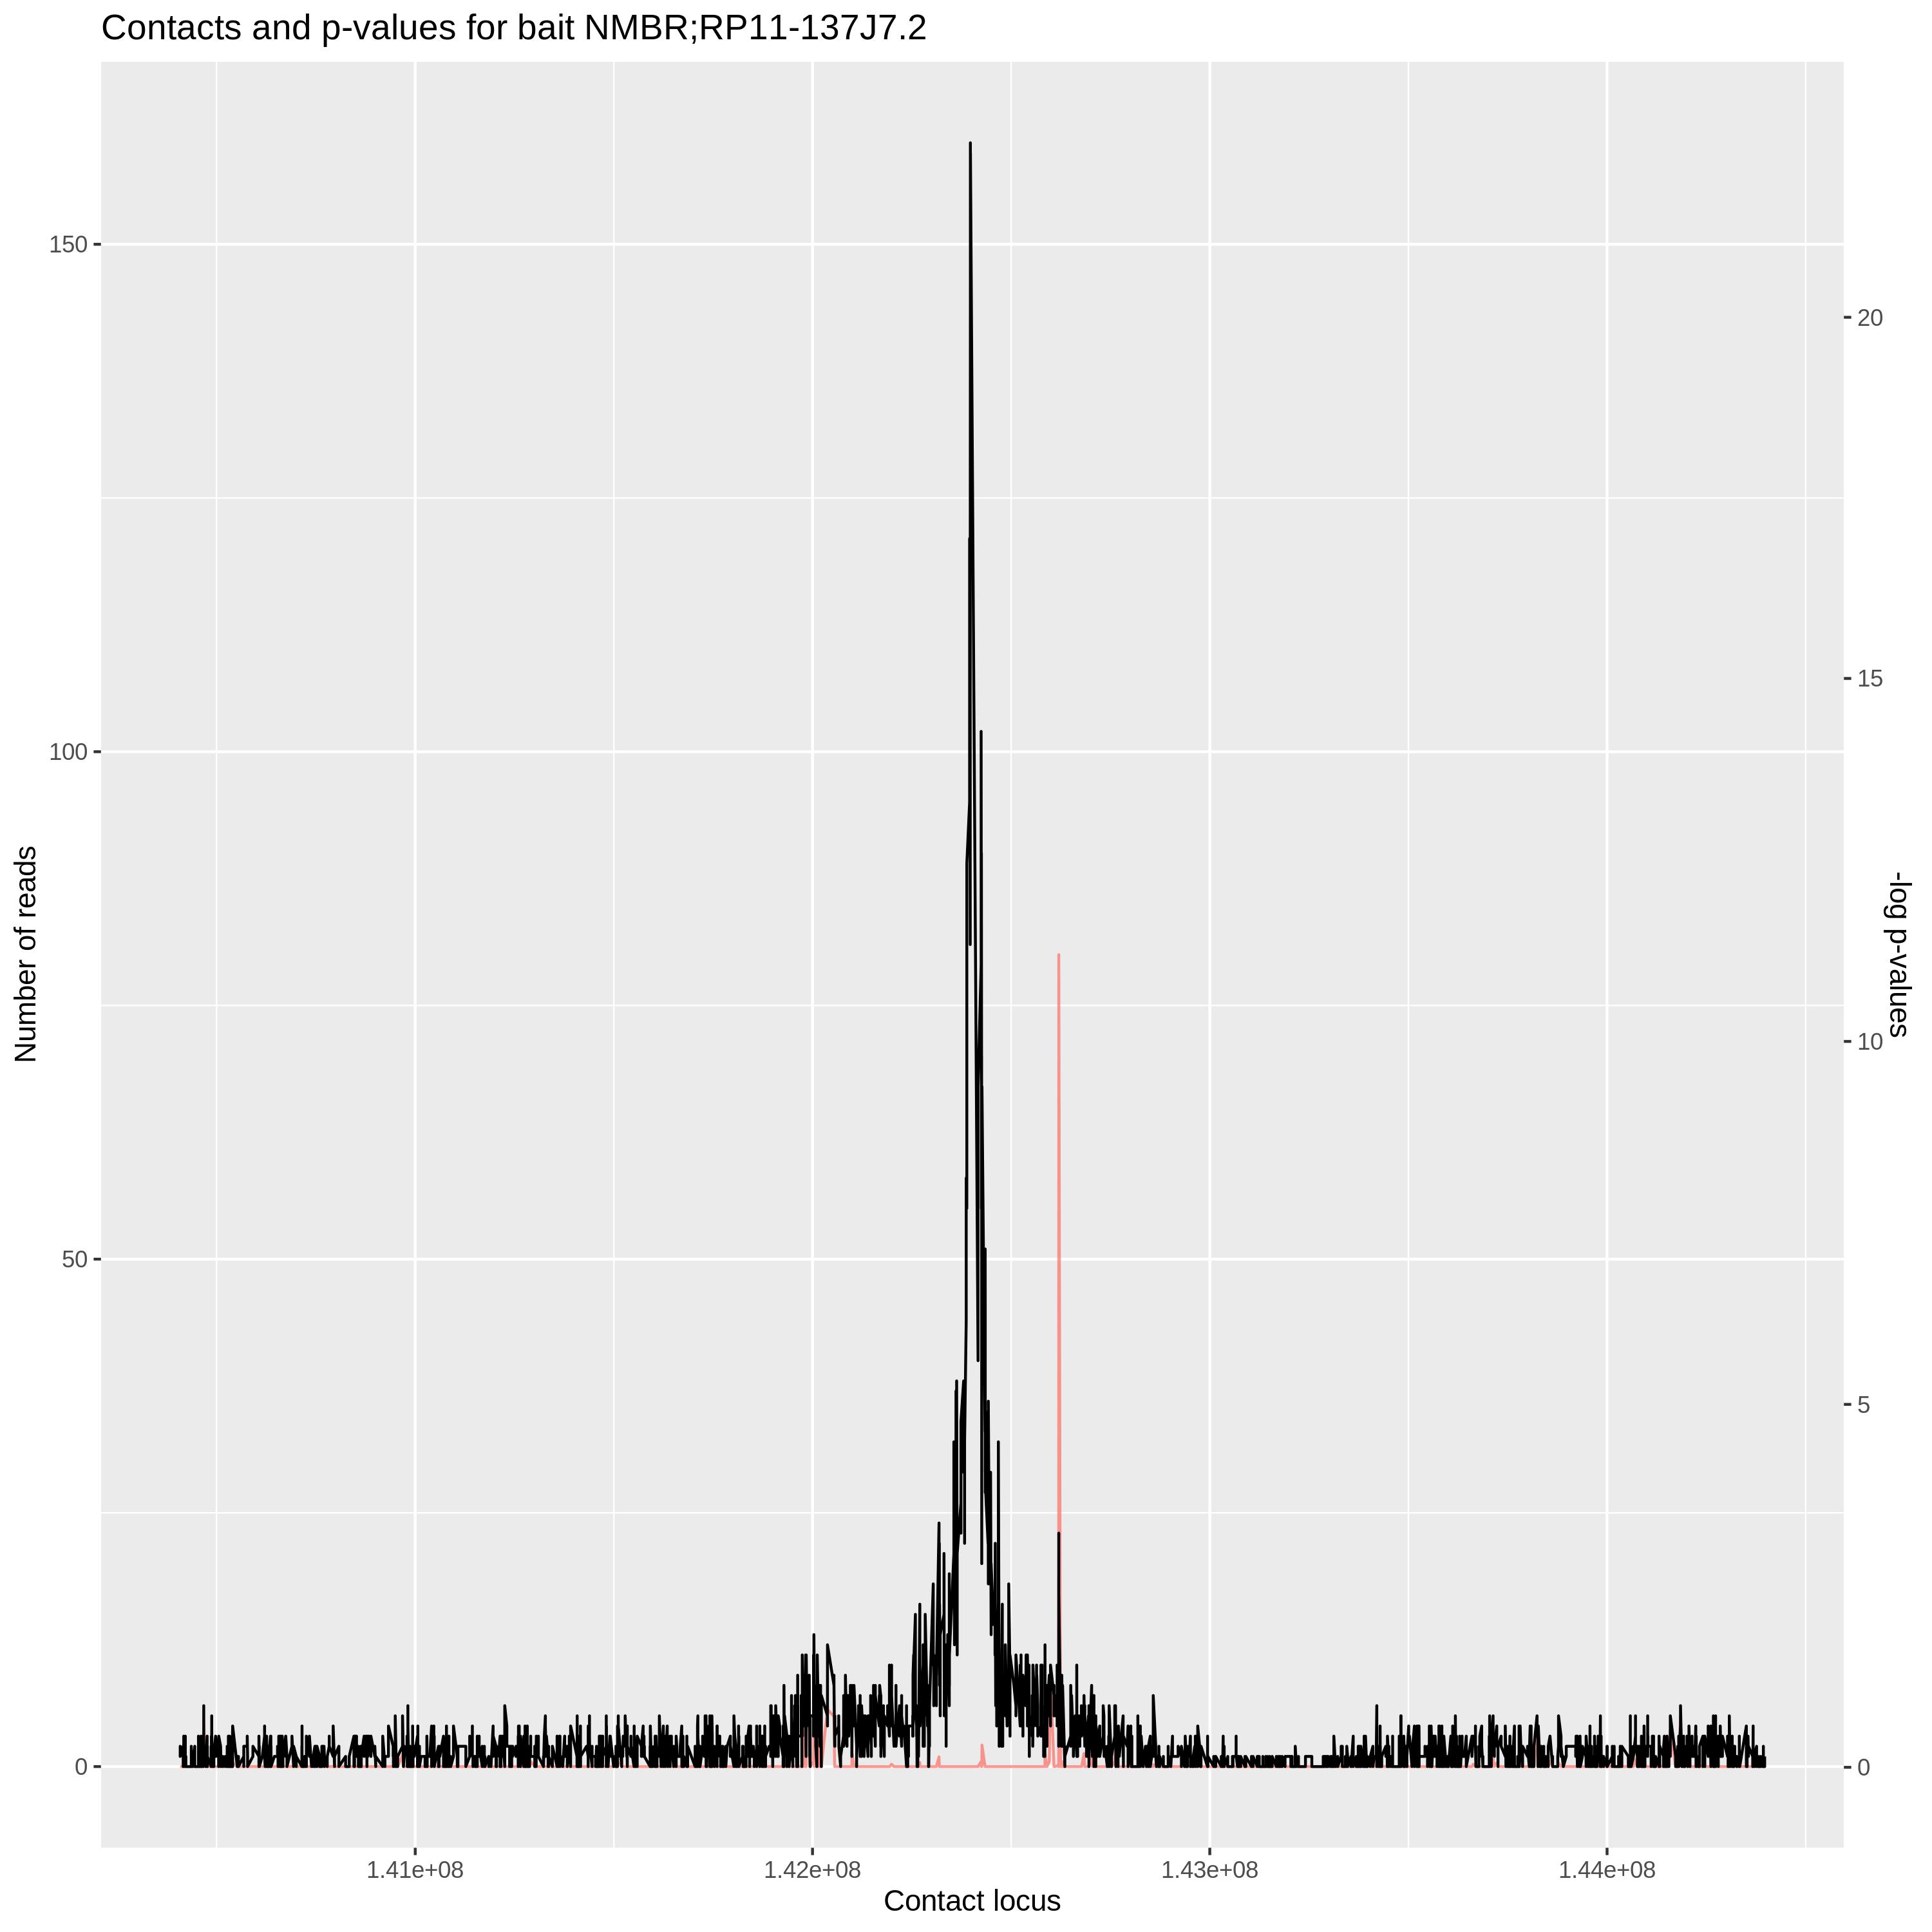 Contacts and p-values for bait NMBR;RP11-137J7.2
150
100
50
0
Number of reads
20
15
10
5
0
-log p-values
1.41e+08
1.42e+08
1.43e+08
1.44e+08
Contact locus